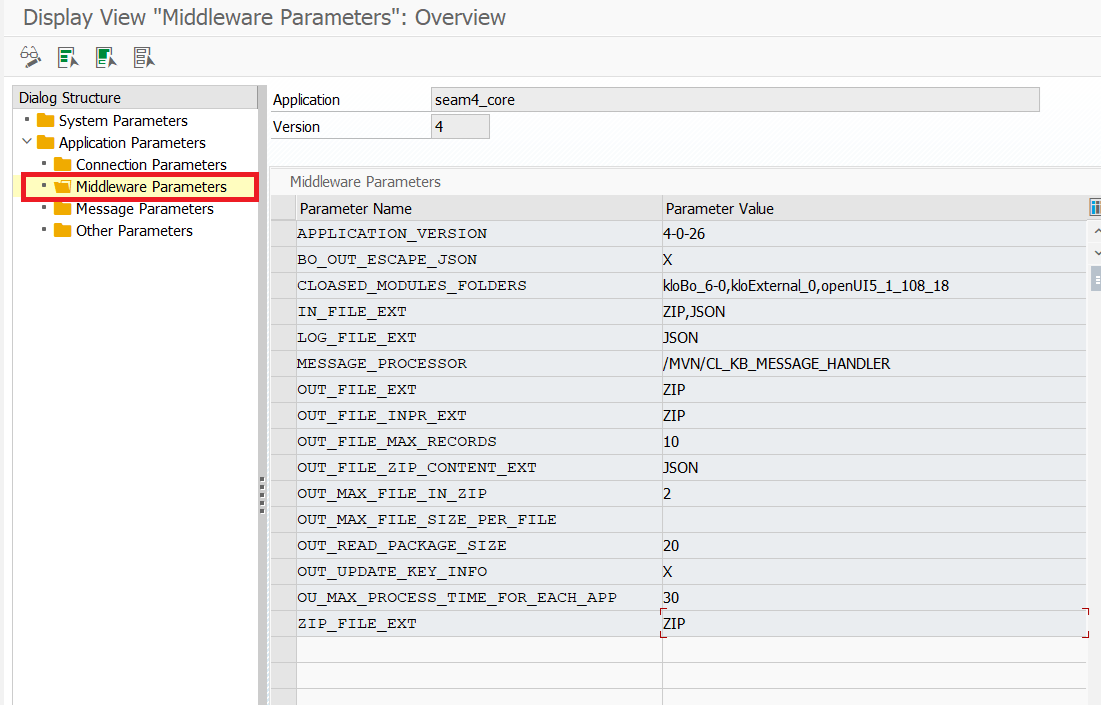 Display View "Middleware Parameters": Overview
Dialog Structure
System Parameters
Application Parameters
Connection Parameters
Middleware Parameters
Message Parameters
Other Parameters
Application seam4_core
Version 4
Middleware Parameters
Parameter Name Parameter Value
APPLICATION_VERSION 4-0-26
BO_OUT_ESCAPE_JSON X
CLOASED_MODULES_FOLDERS kloBo_6-0,kloExternal_0,openUI5_1_108_18
IN_FILE_EXT ZIP,JSON
LOG_FILE_EXT JSON
MESSAGE_PROCESSOR /MVN/CL_KB_MESSAGE_HANDLER
OUT_FILE_EXT ZIP
OUT_FILE_INPR_EXT ZIP
OUT_FILE_MAX_RECORDS 10
OUT_FILE_ZIP_CONTENT_EXT JSON
OUT_MAX_FILE_IN_ZIP 2
OUT_MAX_FILE_SIZE_PER_FILE
OUT_READ_PACKAGE_SIZE 20
OUT_UPDATE_KEY_INFO X
OU_MAX_PROCESS_TIME_FOR_EACH_APP 30
ZIP_FILE_EXT ZIP